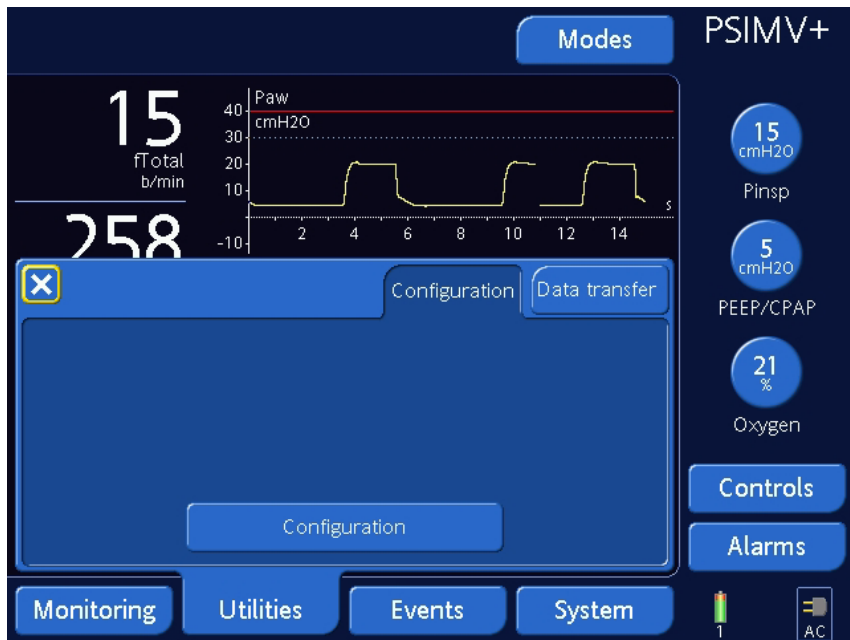 Modes
PSIMV+
15
fTotal
b/min
258
Paw
cmH2O
40
30
20
10
-10
2 4 6 8 10 12 14
s
15
cmH2O
Pinsp
5
cmH2O
PEEP/CPAP
21
%
Oxygen
Configuration
Data transfer
Configuration
Controls
Alarms
Monitoring
Utilities
Events
System
1
AC